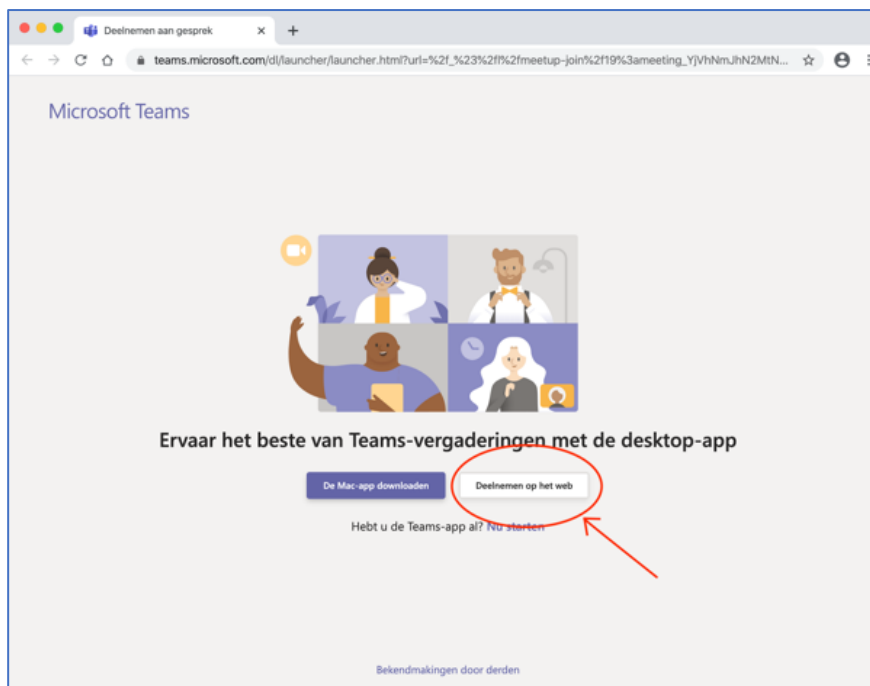 Deelnemen aan gesprek
teams.microsoft.com/dl/launcher/launcher.html?url=%2f_%23%2fl%2fmeetup-join%2f19%3ameeting_YjVhNmJhN2MtN...
Microsoft Teams
Ervaar het beste van Teams-vergaderingen met de desktop-app
De Mac-app downloaden
Deelnemen op het web
Hebt u de Teams-app al? Nu starten
Bekendmakingen door derden